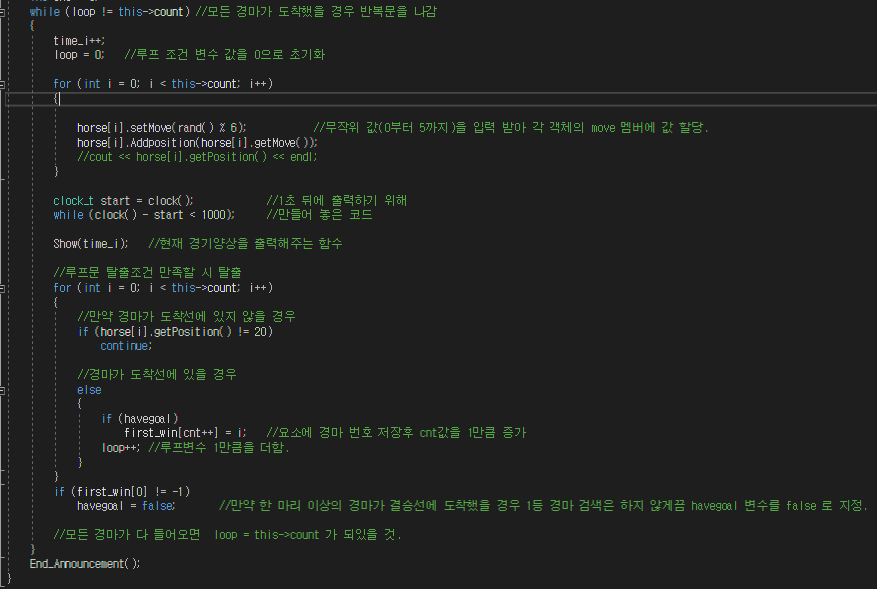 while (loop != this->count) //모든 경마가 도착했을 경우 반복문을 나감
{
time_i++;
loop = 0; //루프 조건 변수 값을 0으로 초기화
for (int i = 0; i < this->count; i++)
{
horse[i].setMove(rand() % 6); //무작위 값(0부터 5까지)을 입력 받아 각 객체의 move 멤버에 값 할당.
horse[i].Addposition(horse[i].getMove());
//cout << horse[i].getPosition() << endl;
}
clock_t start = clock(); //1초 뒤에 출력하기 위해
while (clock() - start < 1000); //만들어 놓은 코드
Show(time_i); //현재 경기양상을 출력해주는 함수
//루프문 탈출조건 만족할 시 탈출
for (int i = 0; i < this->count; i++)
{
//만약 경마가 도착선에 있지 않을 경우
if (horse[i].getPosition() != 20)
continue;
//경마가 도착선에 있을 경우
else
{
if (havegoal)
first_win[cnt++] = i; //요소에 경마 번호 저장후 cnt값을 1만큼 증가
loop++; //루프변수 1만큼을 더함.
}
}
if (first_win[0] != -1)
havegoal = false; //만약 한 마리 이상의 경마가 결승선에 도착했을 경우 1등 경마 검색은 하지 않게끔 havegoal 변수를 false 로 지정.
//모든 경마가 다 들어오면 loop = this->count 가 되있을 것.
}
End_Announcement();
}